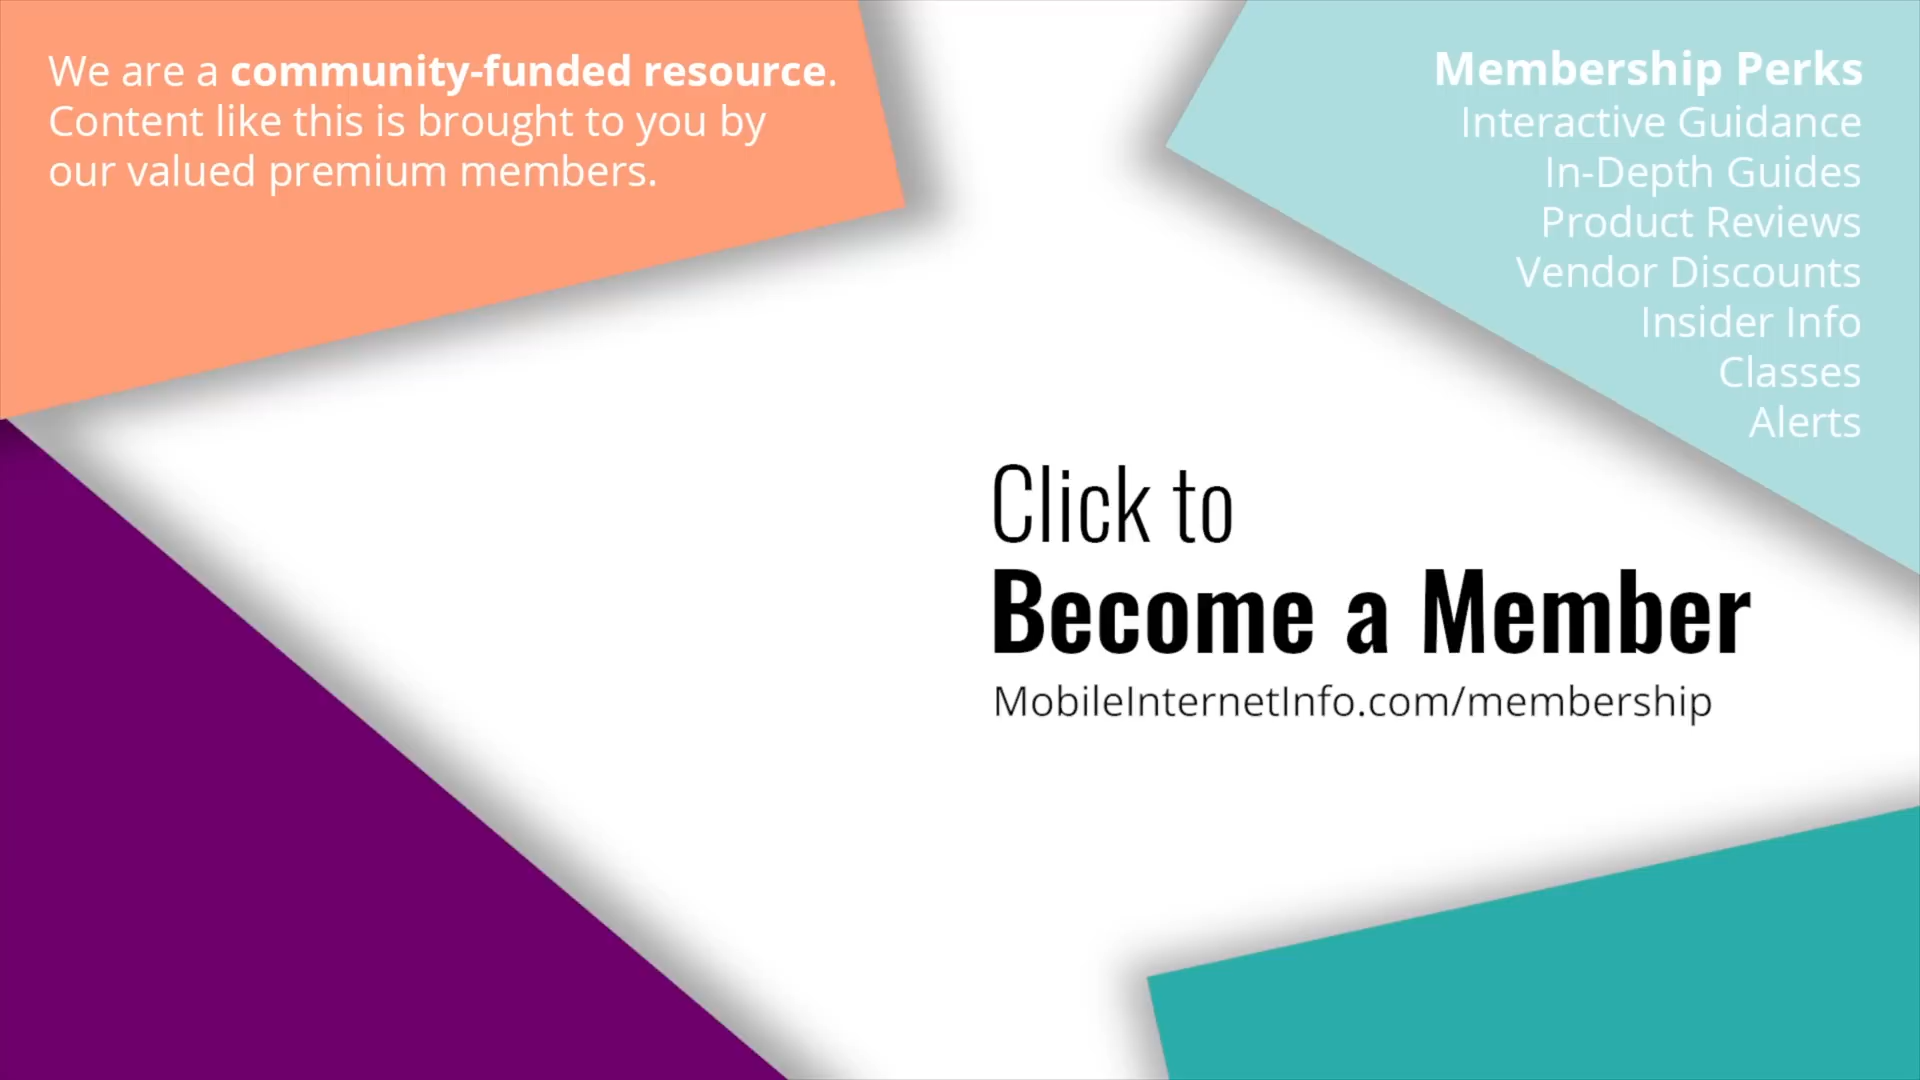 We are a community-funded resource.
Content like this is brought to you by
our valued premium members.
Membership Perks
Interactive Guidance
In-Depth Guides
Product Reviews
Vendor Discounts
Insider Info
Classes
Alerts
Click to
Become a Member
MobileInternetInfo.com/membership